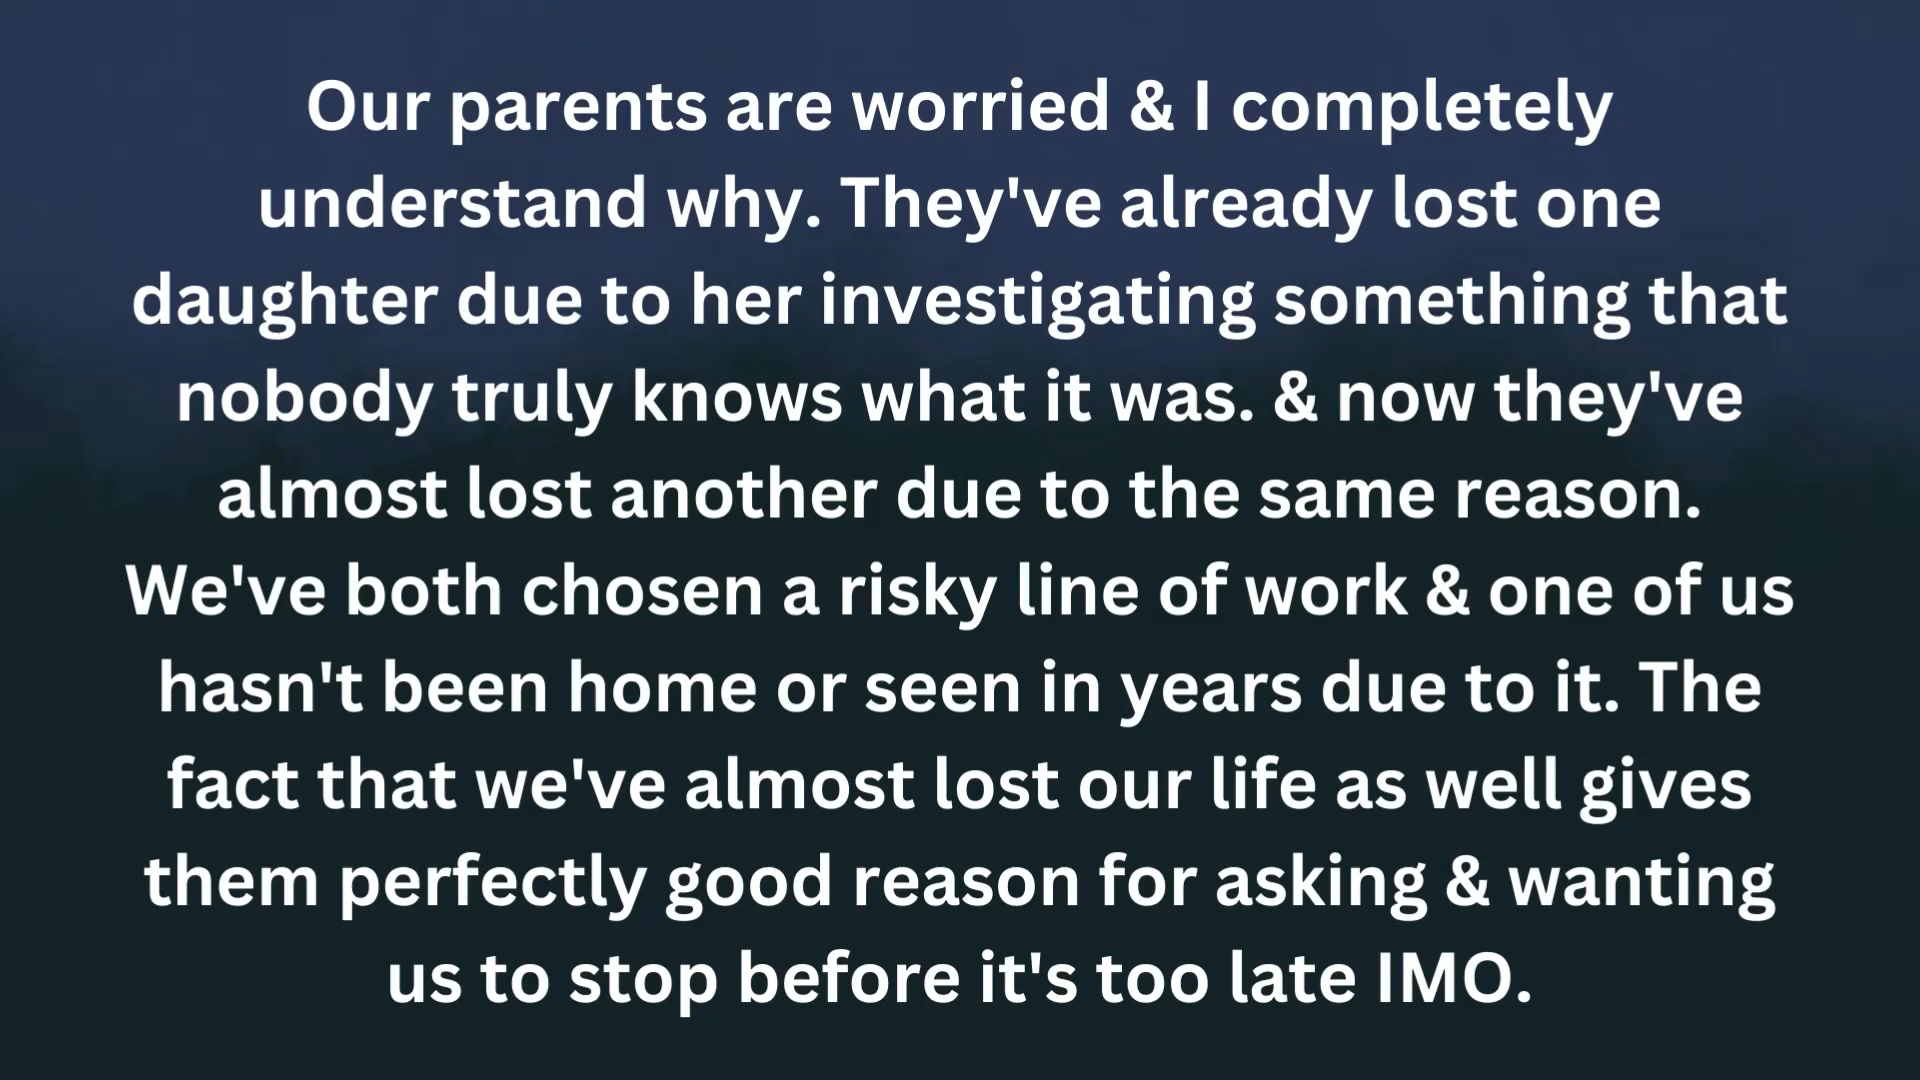 Our parents are worried & I completely
understand why. They've already lost one
daughter due to her investigating something that
nobody truly knows what it was. & now they've
almost lost another due to the same reason.
We've both chosen a risky line of work & one of us
hasn't been home or seen in years due to it. The
fact that we've almost lost our life as well gives
them perfectly good reason for asking & wanting
us to stop before it's too late IMO.